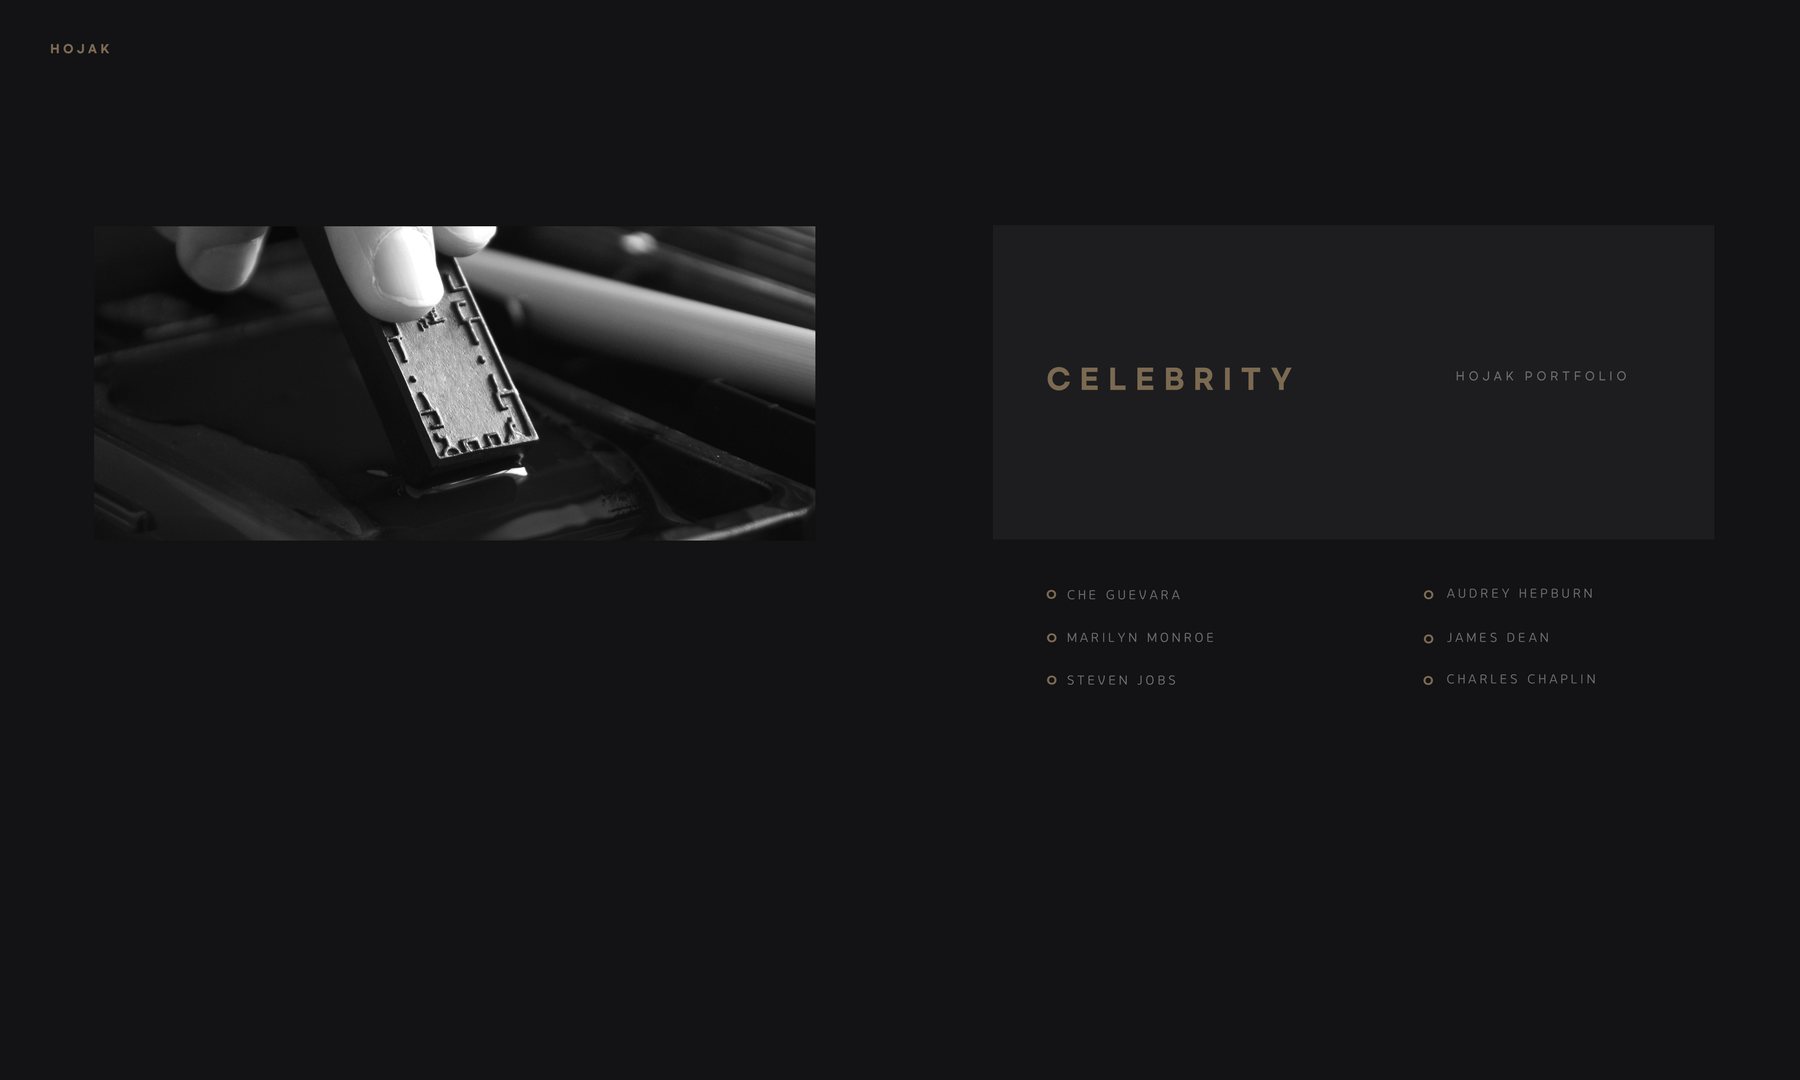 HOJAK
CELEBRITY
HOJAK PORTFOLIO
CHE GUEVARA
MARILYN MONROE
STEVEN JOBS
AUDREY HEPBURN
JAMES DEAN
CHARLES CHAPLIN